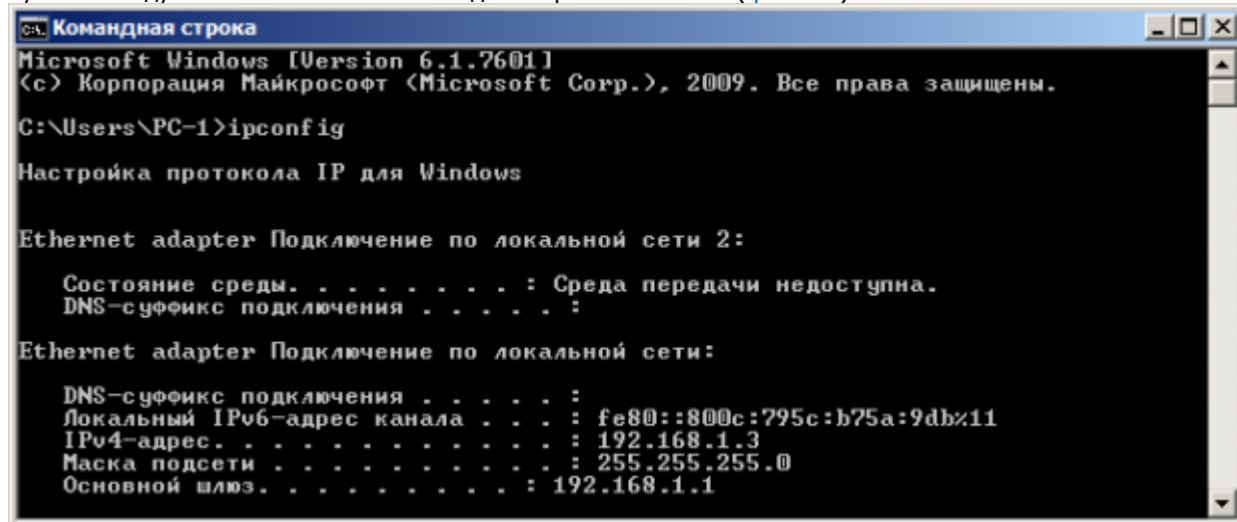 Командная строка
Microsoft Windows [Version 6.1.7601]
(c) Корпорация Майкрософт (Microsoft Corp.), 2009. Все права защищены.
C:\Users\PC-1>ipconfig
Настройка протокола IP для Windows
Ethernet adapter Подключение по локальной сети 2:
Состояние среды. . . . . . . . : Среда передачи недоступна.
DNS-суффикс подключения . . . . . :
Ethernet adapter Подключение по локальной сети:
DNS-суффикс подключения . . . . . :
Локальный IPv6-адрес канала . . . : fe80::800c:795c:b75a:9db%11
IPv4-адрес. . . . . . . . . . . . : 192.168.1.3
Маска подсети . . . . . . . . . . : 255.255.255.0
Основной шлюз. . . . . . . . . : 192.168.1.1